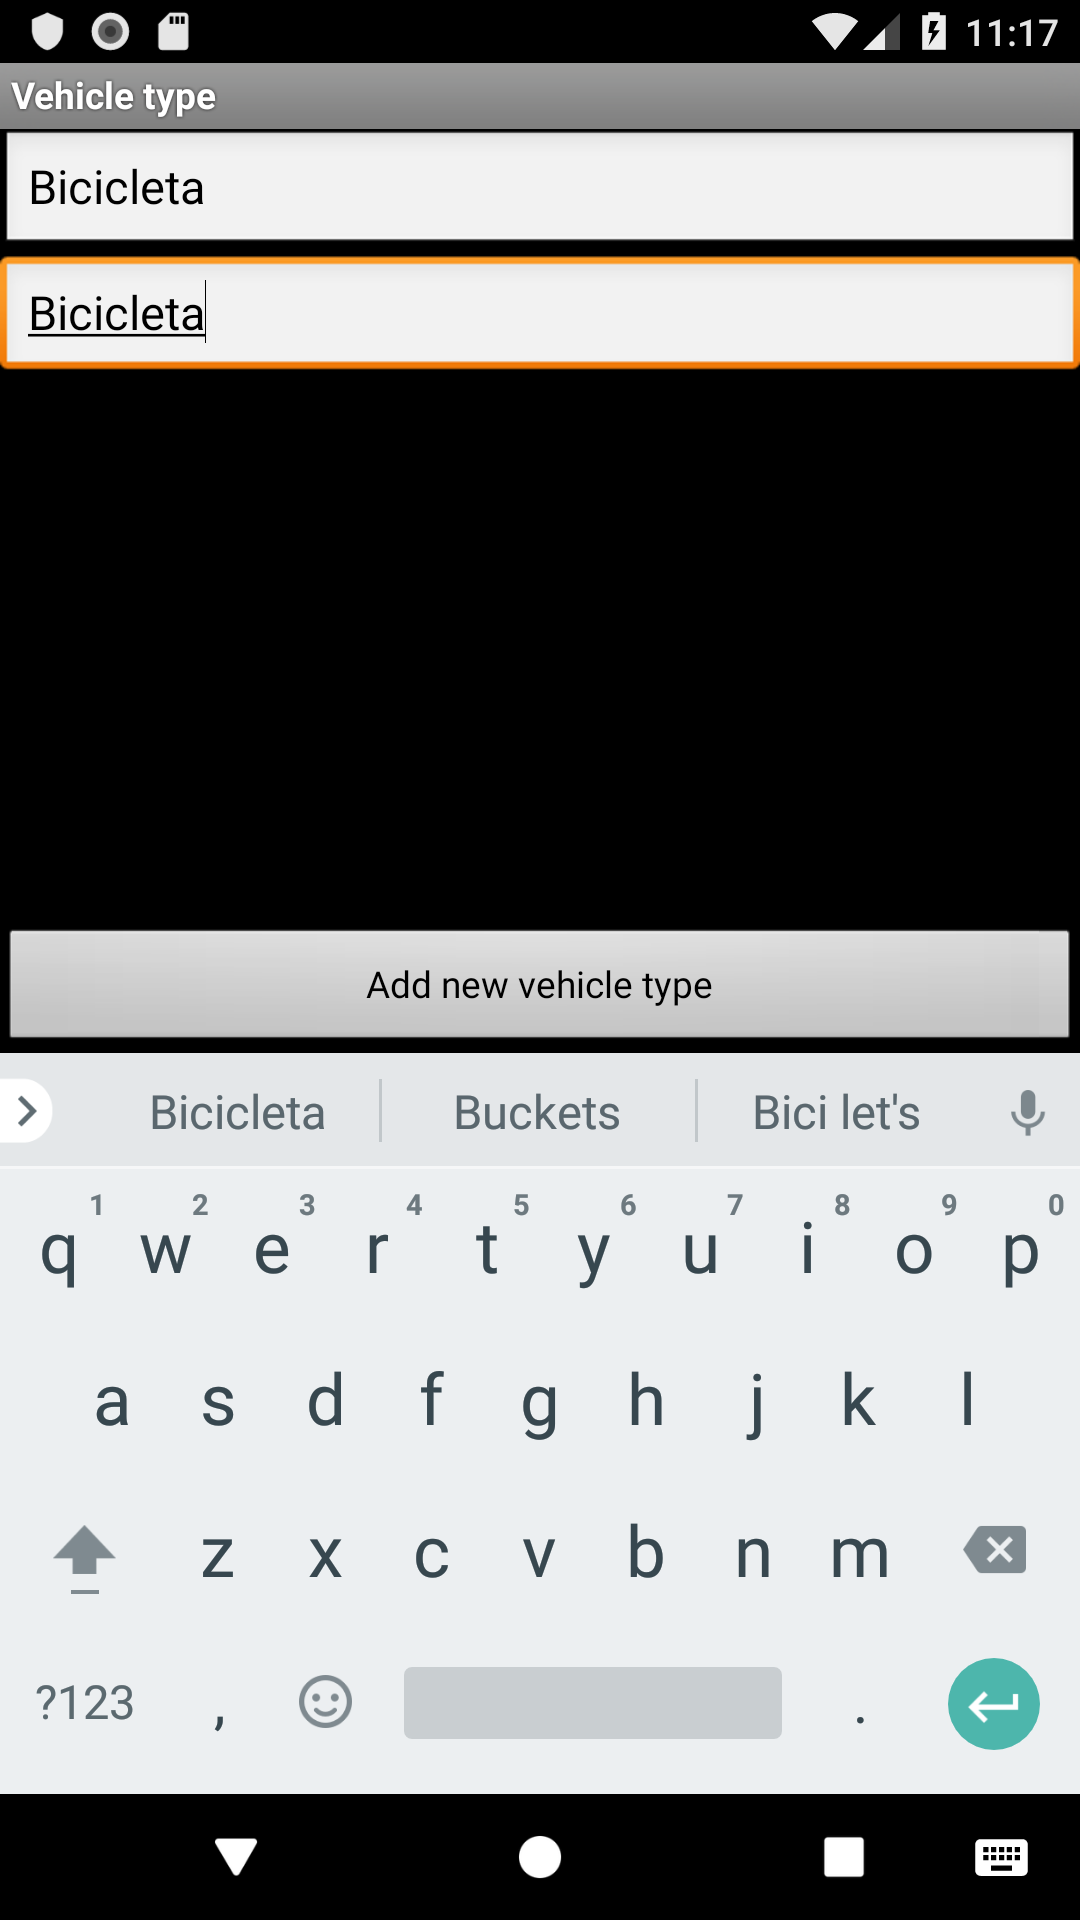 11:17
Vehicle type
Bicicleta
Bicicleta
Add new vehicle type
Bicicleta Buckets Bici let's
1 2 3 4 5 6 7 8 9 0
q w e r t y u i o p
a s d f g h j k l
z x c v b n m
?123 , .